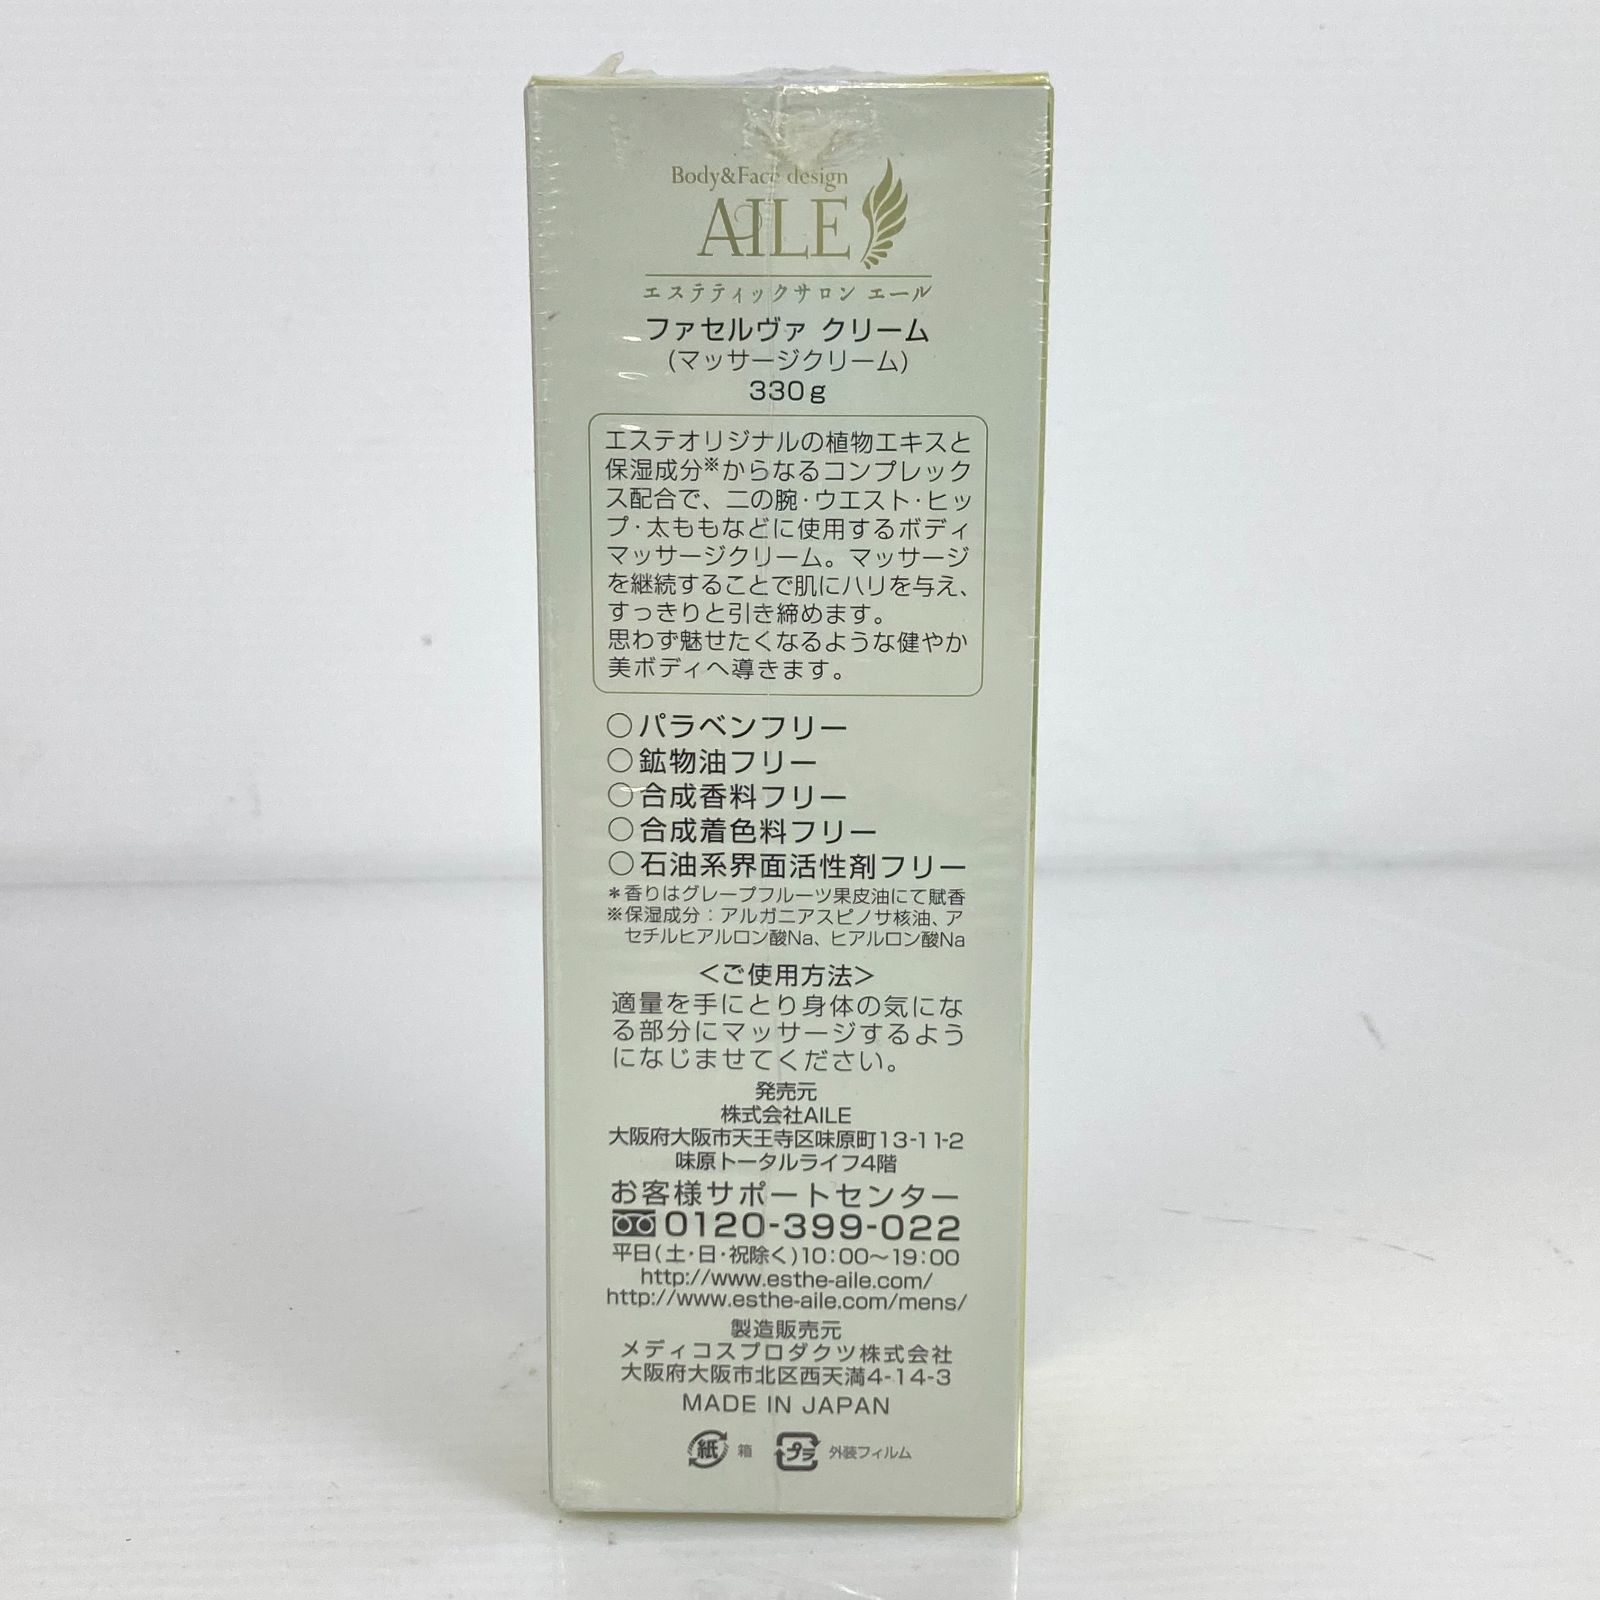 Body&Face design
AILE
エステティックサロン エール
ファセルヴァ クリーム
(マッサージクリーム)
330g
エステオリジナルの植物エキスと
保湿成分※からなるコンプレック
ス配合で、二の腕・ウエスト・ヒッ
プ・太ももなどに使用するボディ
マッサージクリーム。マッサージ
を継続することで肌にハリを与え、
すっきりと引き締めます。
思わず魅せたくなるような健やか
美ボディへ導きます。
○パラベンフリー
○鉱物油フリー
○合成香料フリー
○合成着色料フリー
○石油系界面活性剤フリー
*香りはグレープフルーツ果皮油にて賦香
※保湿成分：アルガニアスピノサ核油、ア
セチルヒアルロン酸Na、ヒアルロン酸Na
<ご使用方法>
適量を手にとり身体の気にな
る部分にマッサージするよう
になじませてください。
発売元
株式会社AILE
大阪府大阪市天王寺区味原町13-11-2
味原トータルライフ4階
お客様サポートセンター
0120-399-022
平日(土・日・祝除く)10:00〜19:00
http://www.esthe-aile.com/
http://www.esthe-aile.com/mens/
製造販売元
メディコスプロダクツ株式会社
大阪府大阪市北区西天満4-14-3
MADE IN JAPAN
紙 箱 プラ 外装フィルム